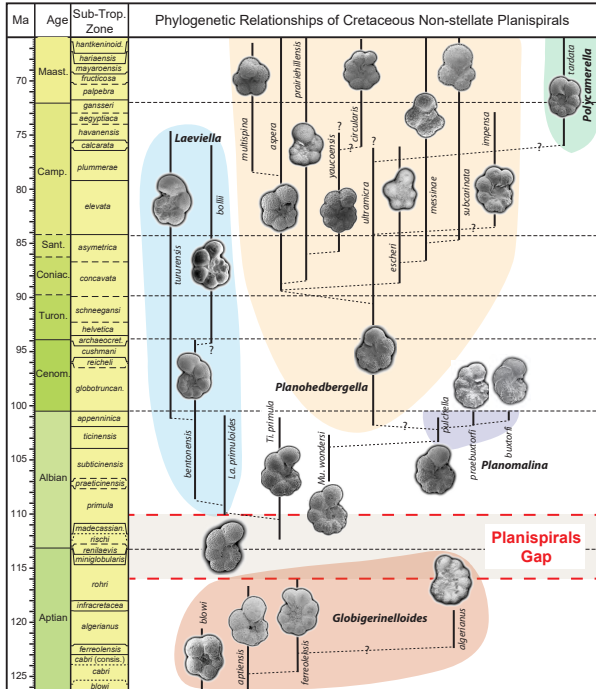 Ma
Sub-Trop.
Zone
Phylogenetic Relationships of Cretaceous Non-stellate Planispirals
70
75
80
85
90
95
100
105
110
115
120
125
Maast.
Camp.
Sant.
Coniac.
Turon.
Cenom.
Albian
Aptian
hantkeninoid.
hariaensis
mayaroensis
fructicosa
palpebra
gansseri
aegyptiaca
havanensis
calcarata
plummerae
elevata
asymetrica
concavata
schneegansi
helvetica
archaeocret.
cushmani
reicheli
globotruncan.
appenninica
ticinensis
subticinensis
praeticinensis
primula
madecassian.
rischi
renilaevis
miniglobularis
rohri
infracretacea
algerianus
ferreolensis
cabri (consis.)
cabri
blowi
Laeviella
tururensis
bollii
bentonensis
La. primuloides
multispina
aspera
prairiehillensis
yaucoensis
?
circularis
?
ultramicra
escheri
messinae
subcarinata
impensa
?
?
?
Planohedbergella
tardata
Polycamerella
Ti. primula
Mu. wondersi
?
pulchella
praebuxtorfi
buxtorfi
Planomalina
Planispirals
Gap
blowi
aptiensis
ferreolensis
?
algerianus
Globigerinelloides